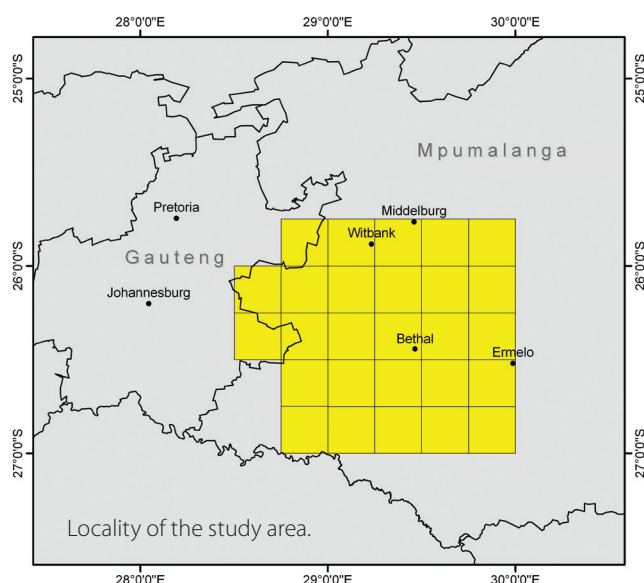 28°0'0"E 29°0'0"E 30°0'0"E
25°0'0"S 25°0'0"S
Mpumalanga
Pretoria
Middelburg
Witbank
Gauteng
26°0'0"S 26°0'0"S
Johannesburg
Bethal
Ermelo
27°0'0"S 27°0'0"S
Locality of the study area.
28°0'0"E 29°0'0"E 30°0'0"E